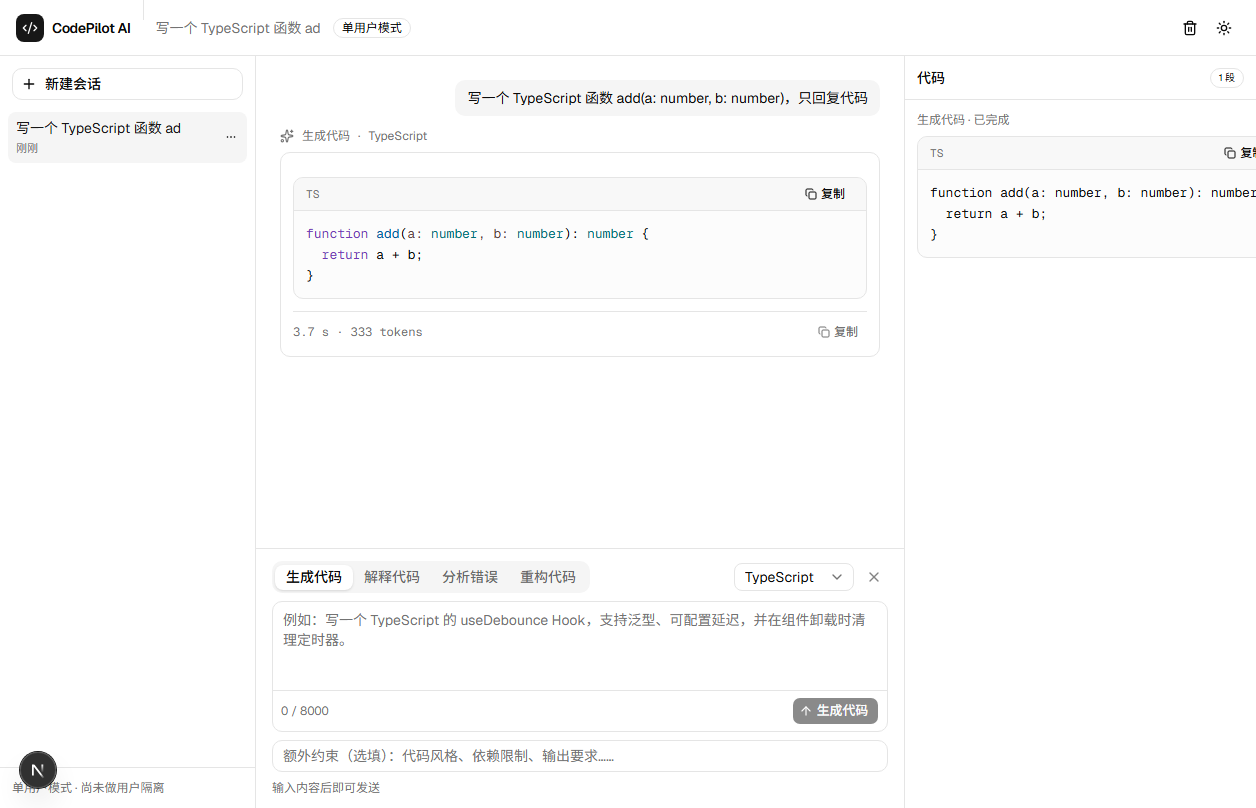 CodePilot AI
写一个 TypeScript 函数 ad
单用户模式
新建会话
写一个 TypeScript 函数 ad
刚刚
单用户模式 · 尚未做用户隔离
N
写一个 TypeScript 函数 add(a: number, b: number)，只回复代码
生成代码 · TypeScript
TS
复制
function add(a: number, b: number): number {
return a + b;
}
3.7 s · 333 tokens
复制
生成代码
解释代码
分析错误
重构代码
TypeScript
例如：写一个 TypeScript 的 useDebounce Hook，支持泛型、可配置延迟，并在组件卸载时清
理定时器。
0 / 8000
生成代码
额外约束（选填）：代码风格、依赖限制、输出要求……
输入内容后即可发送
代码
1 段
生成代码 · 已完成
TS
复制
function add(a: number, b: number): number
return a + b;
}